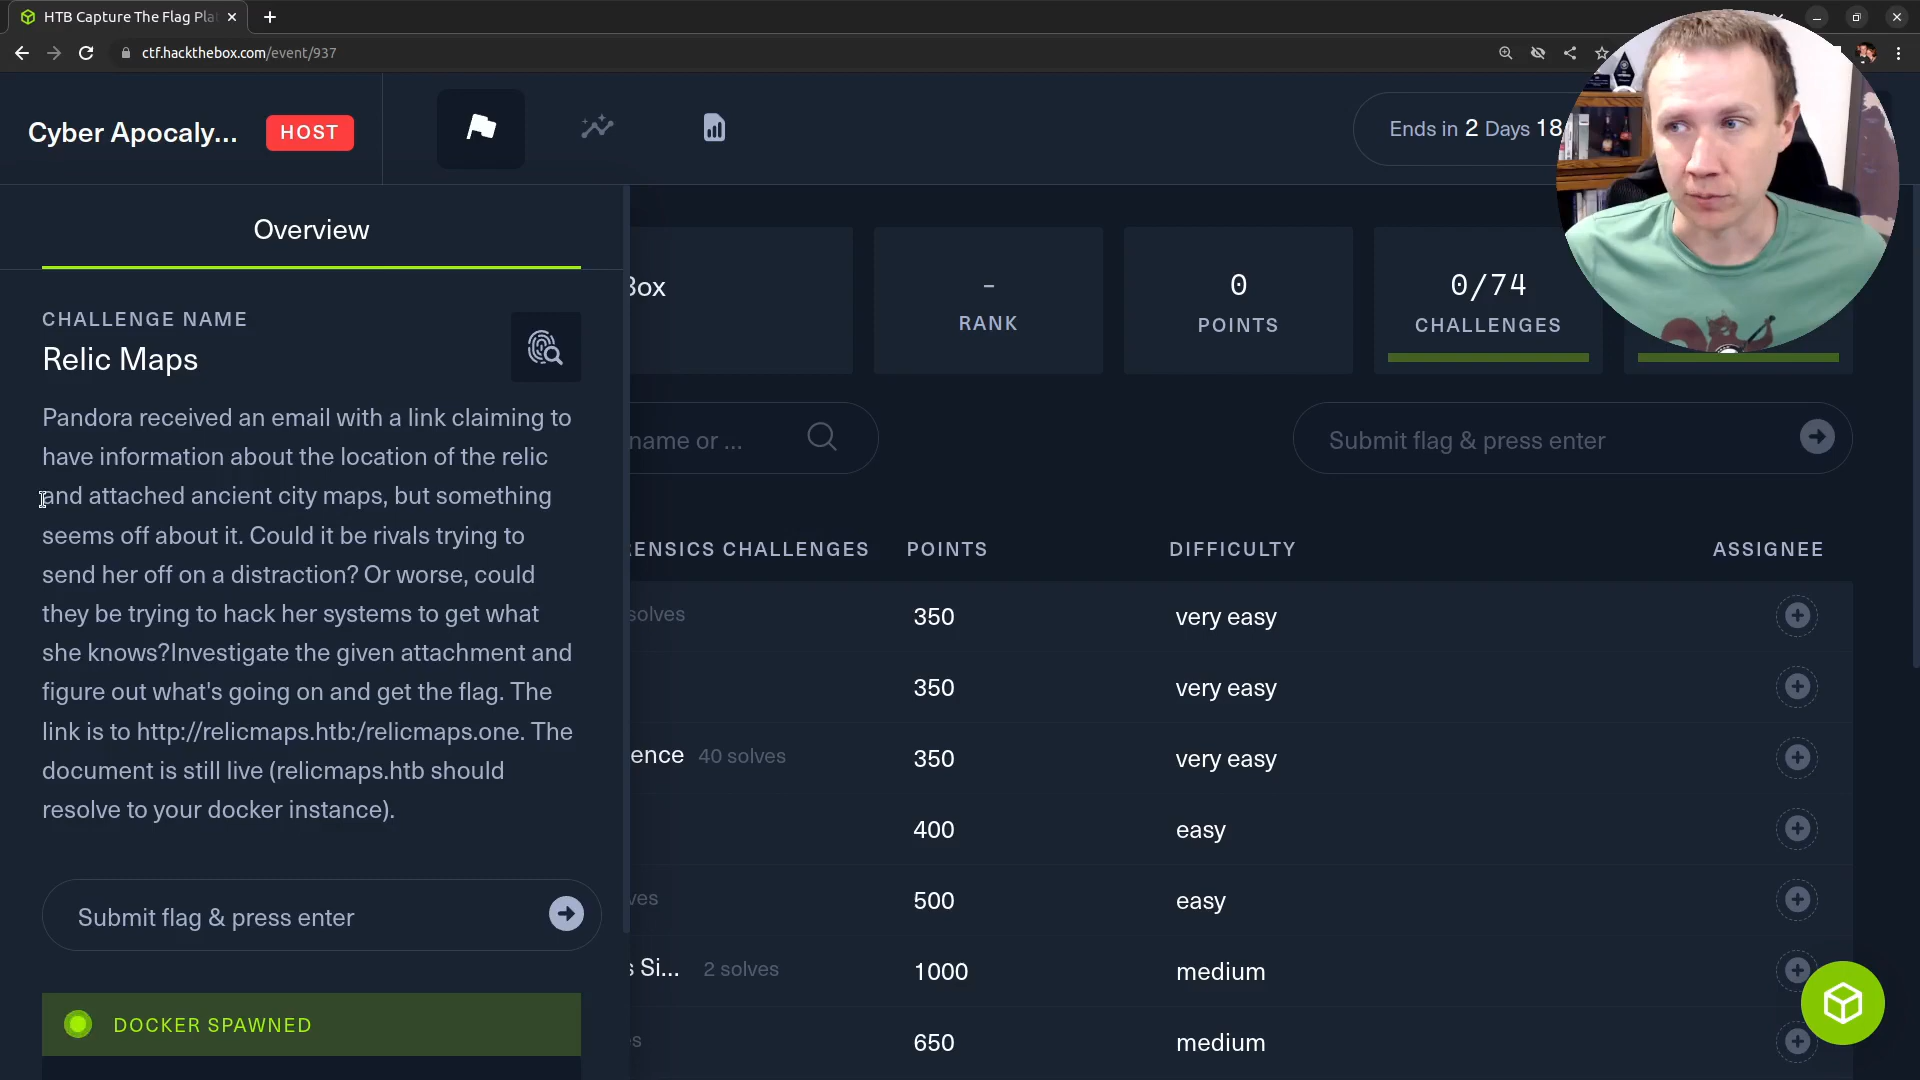 HTB Capture The Flag Pla
ctf.hackthebox.com/event/937
Cyber Apocaly...
HOST
Ends in 2 Days 18
Overview
CHALLENGE NAME
Relic Maps
Pandora received an email with a link claiming to
have information about the location of the relic
and attached ancient city maps, but something
seems off about it. Could it be rivals trying to
send her off on a distraction? Or worse, could
they be trying to hack her systems to get what
she knows?Investigate the given attachment and
figure out what's going on and get the flag. The
link is to http://relicmaps.htb:/relicmaps.one. The
document is still live (relicmaps.htb should
resolve to your docker instance).
Submit flag & press enter
DOCKER SPAWNED
Box
-
RANK
0
POINTS
0/74
CHALLENGES
name or ...
Submit flag & press enter
ENSICS CHALLENGES POINTS DIFFICULTY ASSIGNEE
solves 350 very easy
350 very easy
ence 40 solves 350 very easy
400 easy
ves 500 easy
s Si... 2 solves 1000 medium
s 650 medium